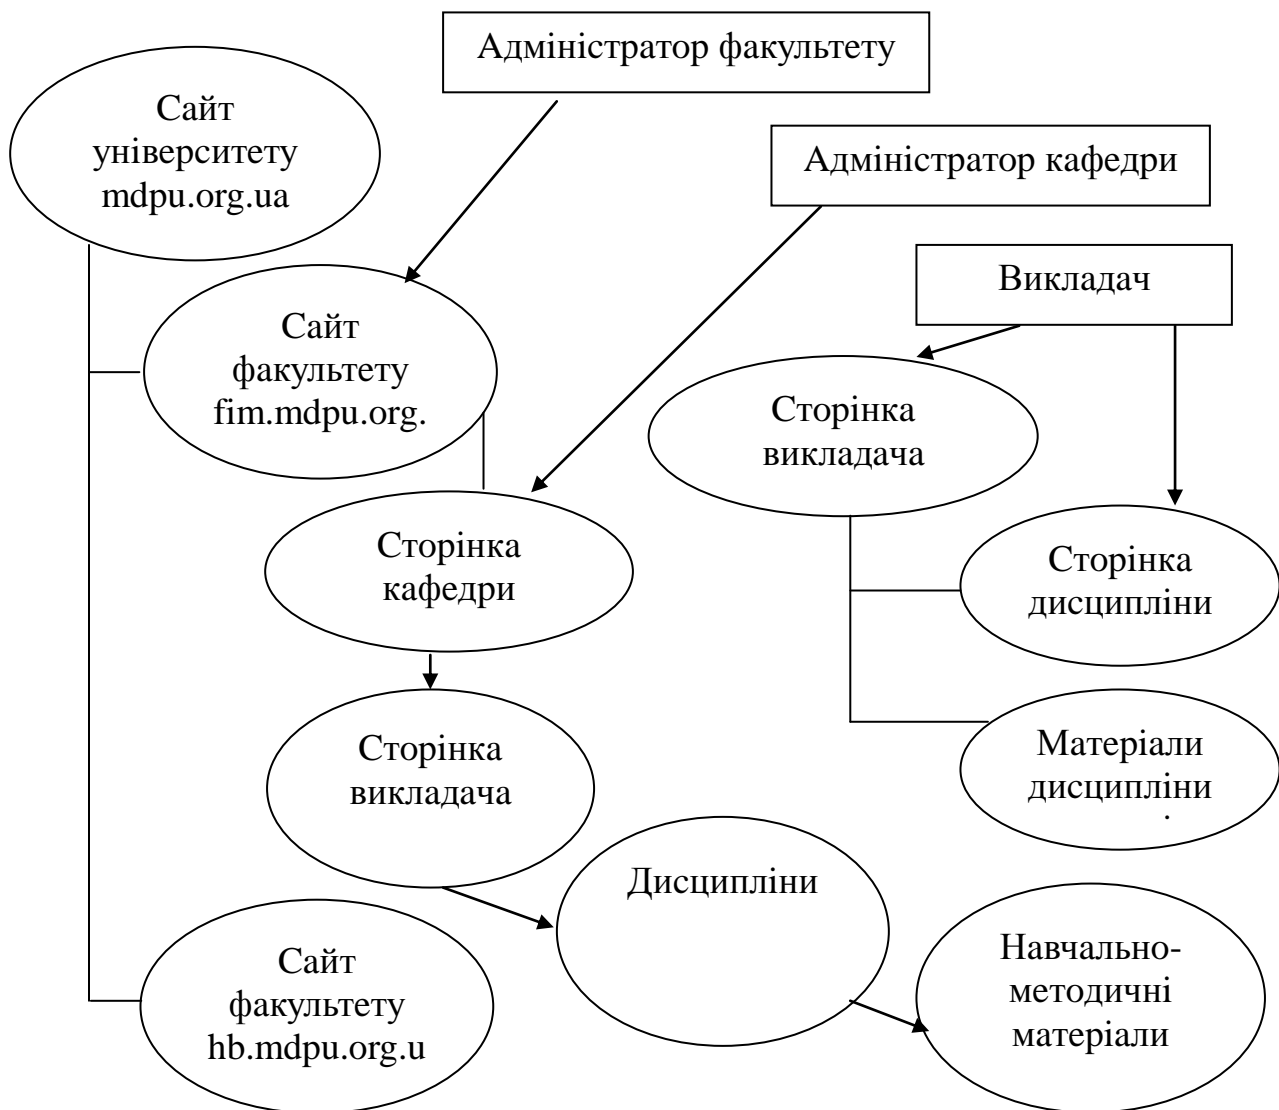 Адміністратор факультету
Сайт
університету
mdpu.org.ua
Адміністратор кафедри
Викладач
Сайт
факультету
fim.mdpu.org.
Сторінка
викладача
Сторінка
кафедри
Сторінка
дисципліни
Сторінка
викладача
Матеріали
дисципліни
Дисципліни
Сайт
факультету
hb.mdpu.org.u
Навчально-
методичні
матеріали